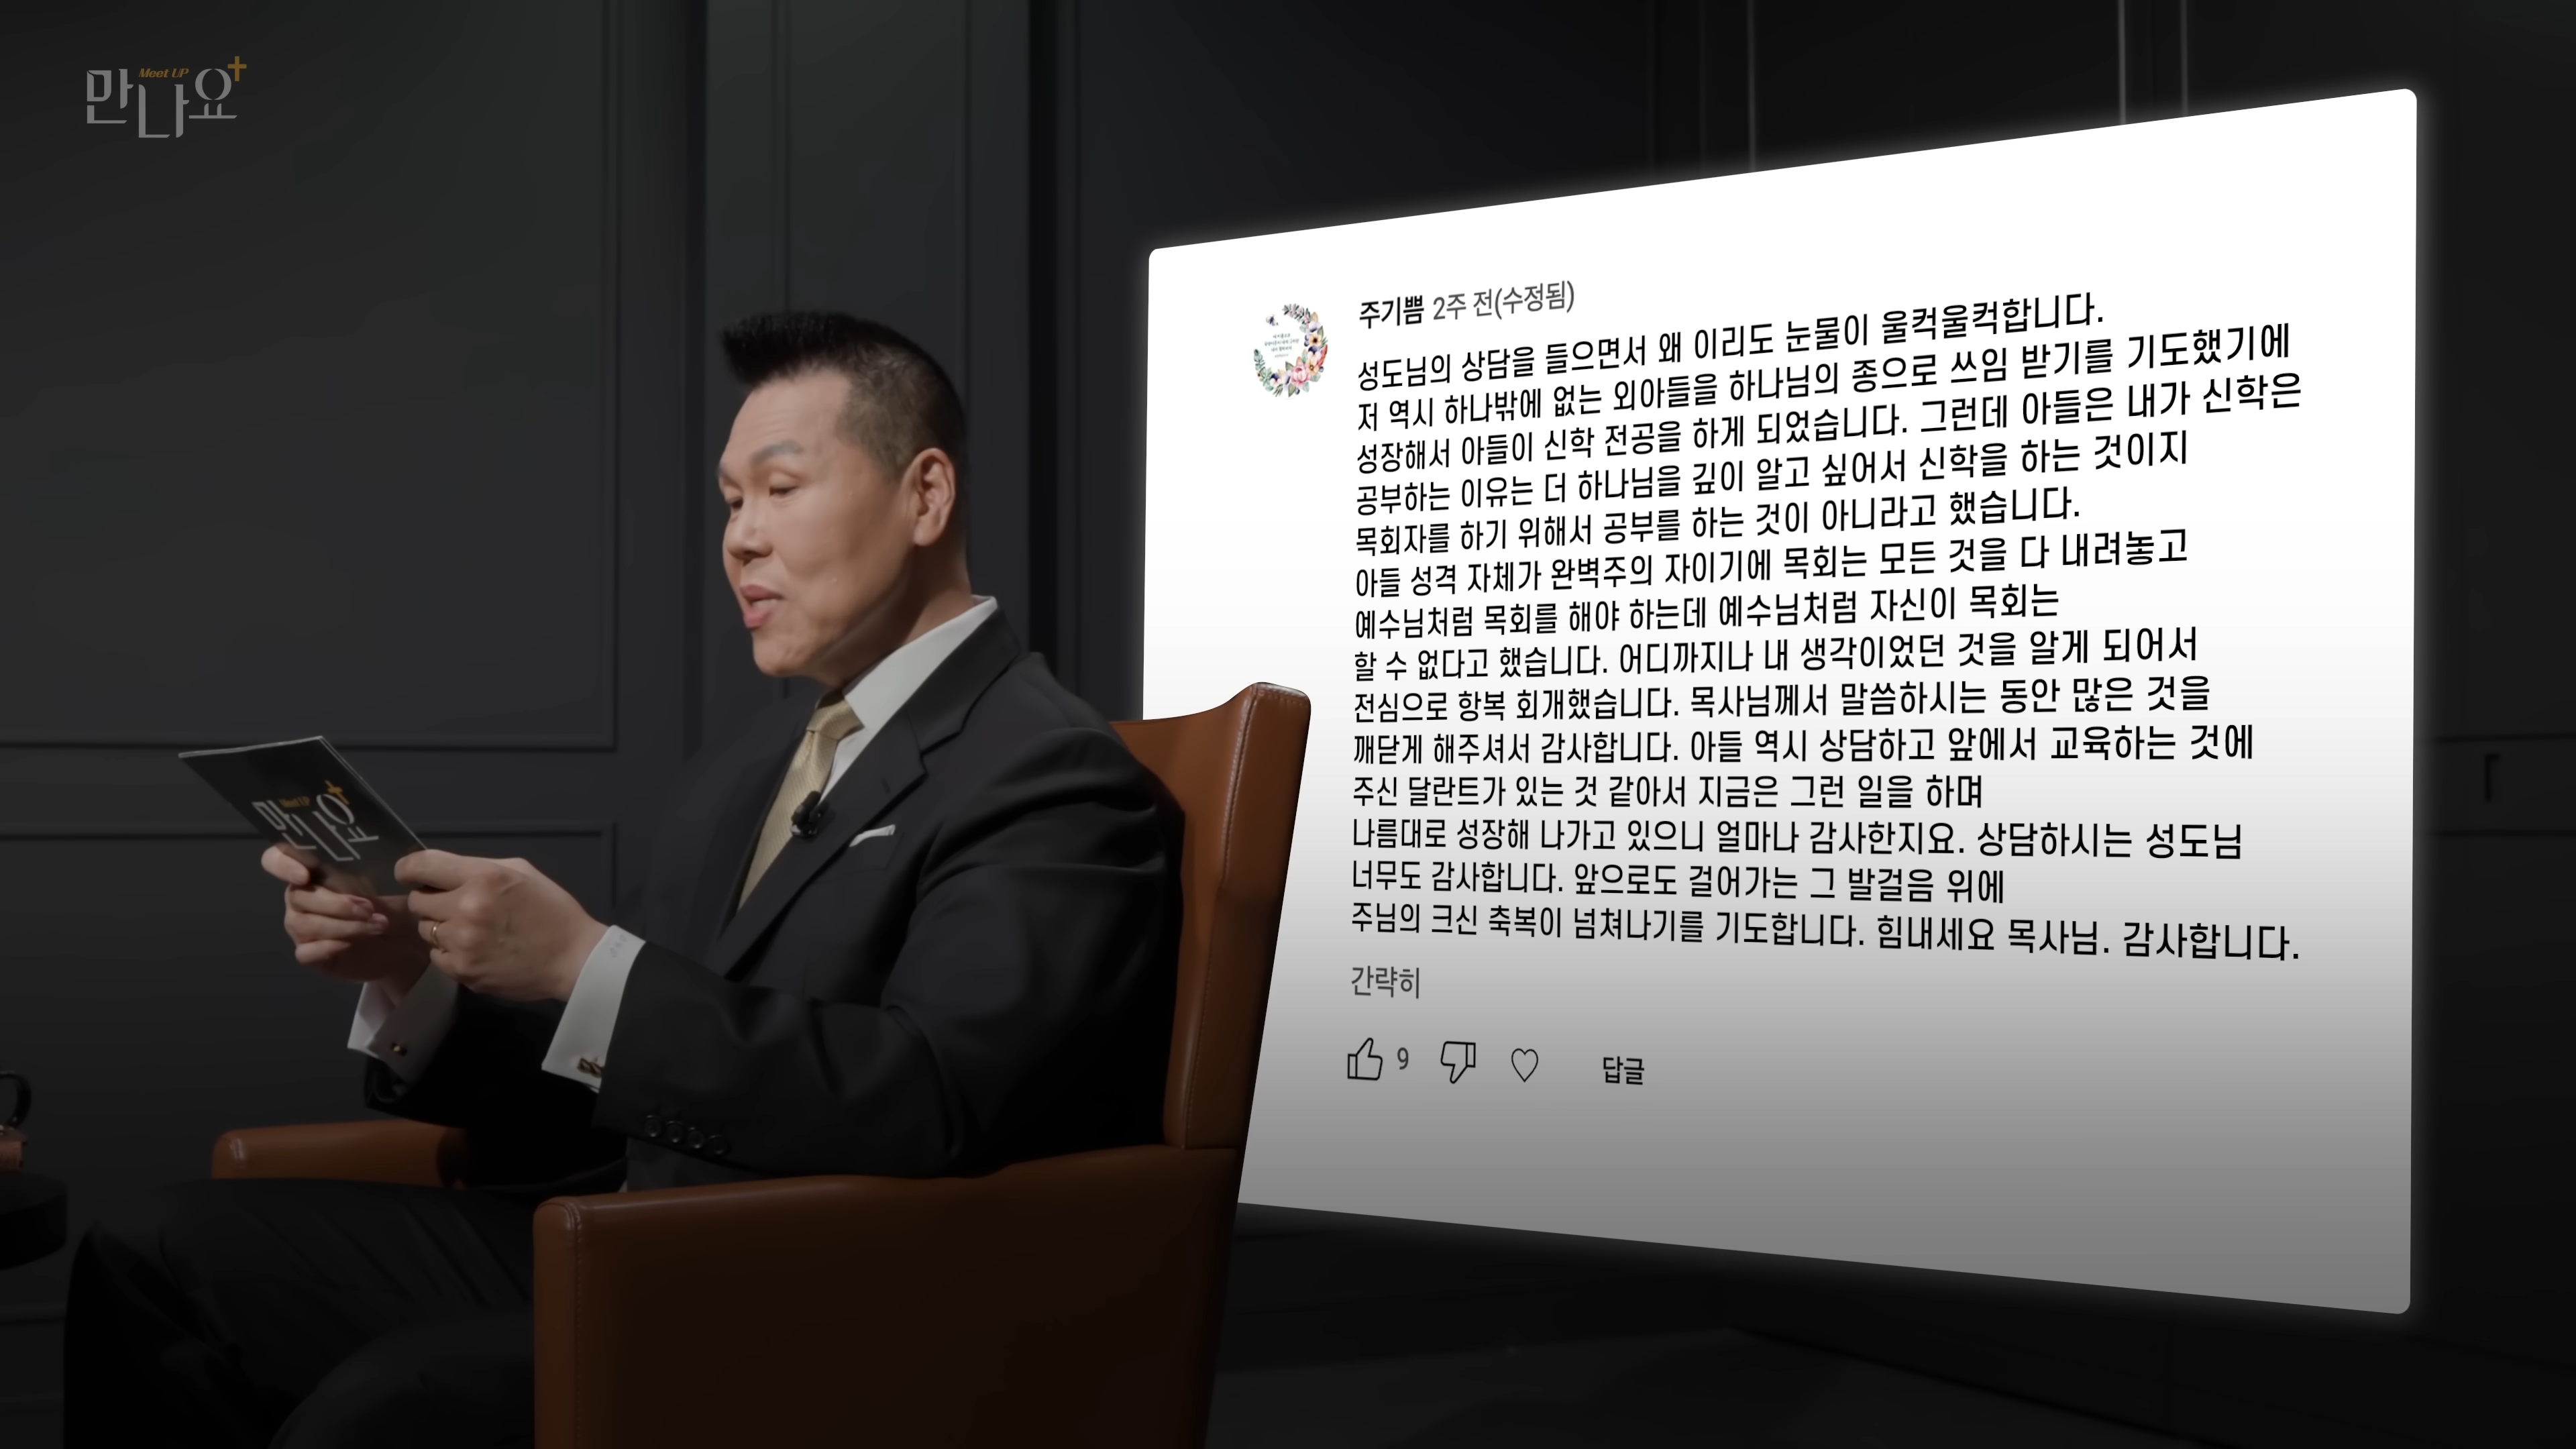 만나요
Meet UP
주기쁨 2주 전(수정됨)
성도님의 상담을 들으면서 왜 이리도 눈물이 울컥울컥합니다.
저 역시 하나밖에 없는 외아들을 하나님의 종으로 쓰임 받기를 기도했기에
성장해서 아들이 신학 전공을 하게 되었습니다. 그런데 아들은 내가 신학은
공부하는 이유는 더 하나님을 깊이 알고 싶어서 신학을 하는 것이지
목회자를 하기 위해서 공부를 하는 것이 아니라고 했습니다.
아들 성격 자체가 완벽주의 자이기에 목회는 모든 것을 다 내려놓고
예수님처럼 목회를 해야 하는데 예수님처럼 자신이 목회는
할 수 없다고 했습니다. 어디까지나 내 생각이었던 것을 알게 되어서
전심으로 항복 회개했습니다. 목사님께서 말씀하시는 동안 많은 것을
깨닫게 해주셔서 감사합니다. 아들 역시 상담하고 앞에서 교육하는 것에
주신 달란트가 있는 것 같아서 지금은 그런 일을 하며
나름대로 성장해 나가고 있으니 얼마나 감사한지요. 상담하시는 성도님
너무도 감사합니다. 앞으로도 걸어가는 그 발걸음 위에
주님의 크신 축복이 넘쳐나기를 기도합니다. 힘내세요 목사님. 감사합니다.
간략히
9 답글
Meet UP
만나요